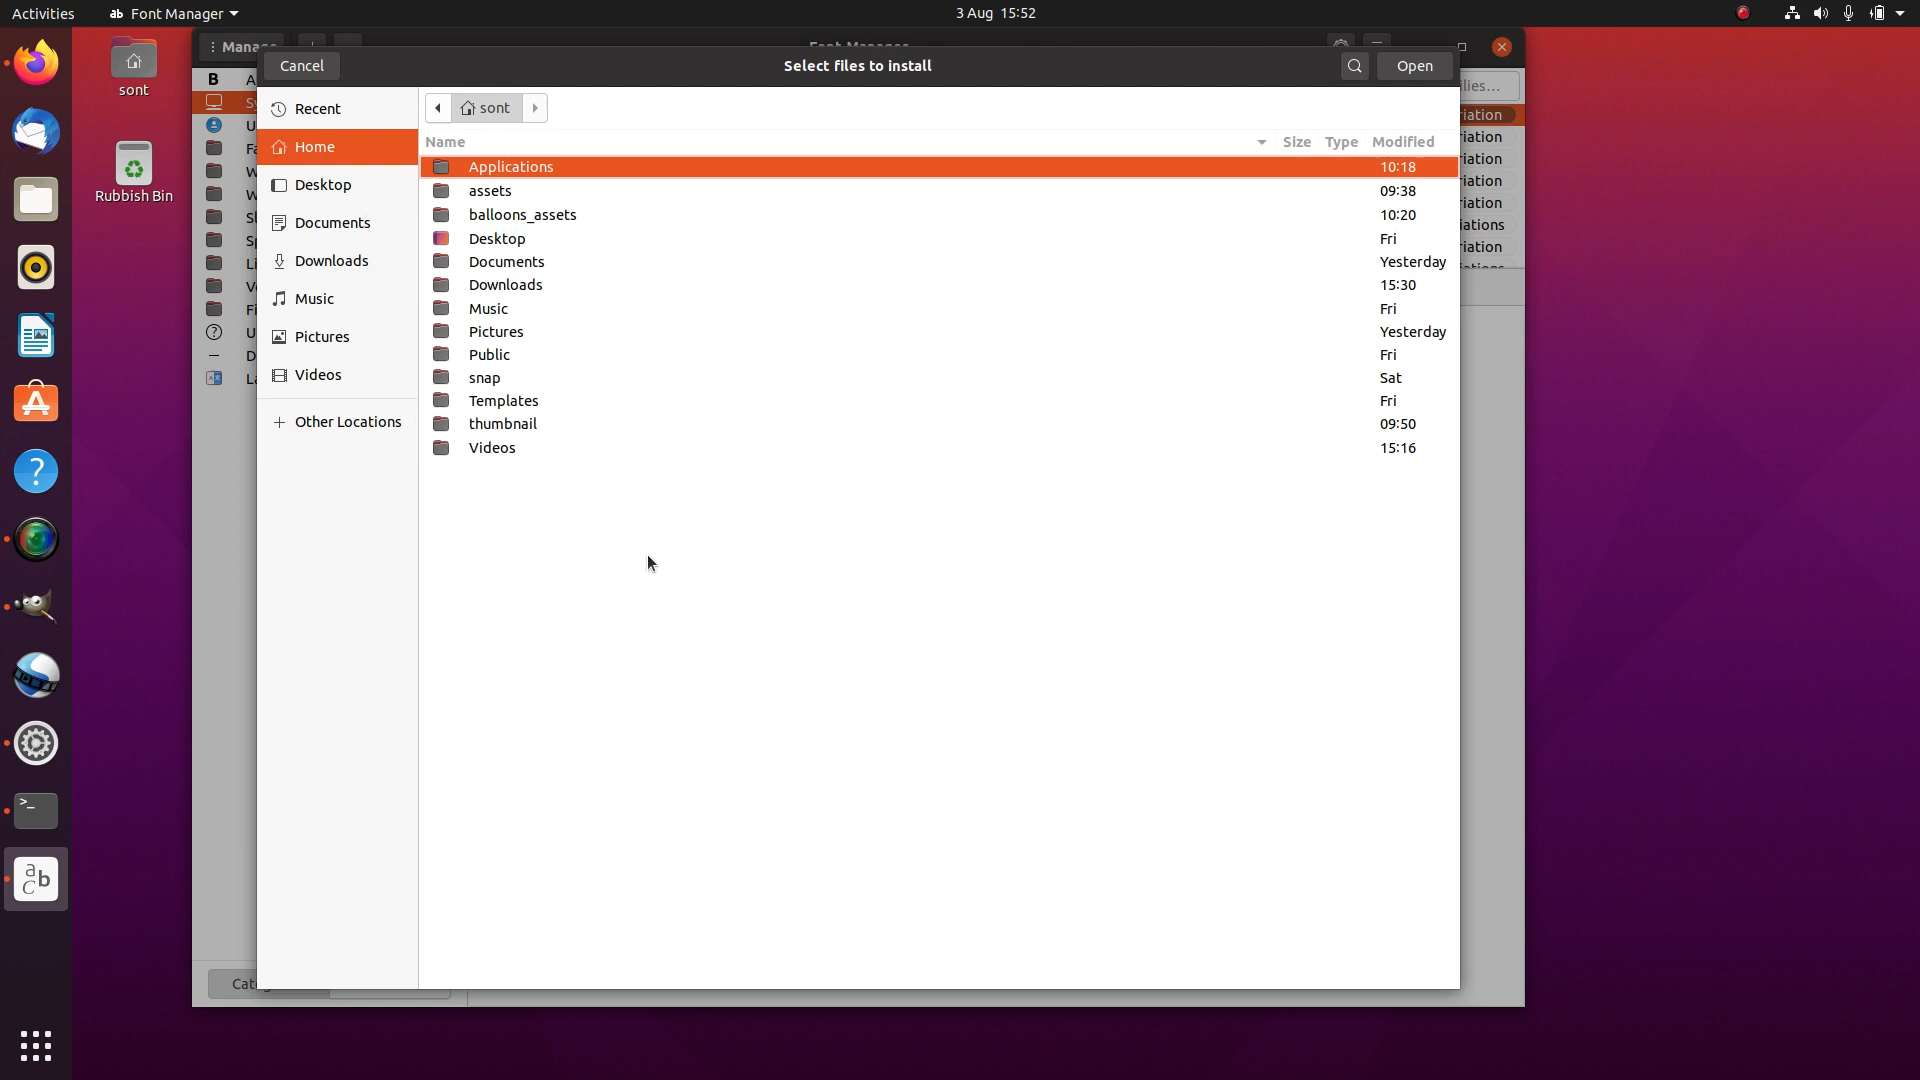 Activities
Font Manager
3 Aug 15:52
sont
Rubbish Bin
Cancel
Select files to install
Open
Recent
Home
Desktop
Documents
Downloads
Music
Pictures
Videos
Other Locations
sont
Name Size Type Modified
Applications 10:18
assets 09:38
balloons_assets 10:20
Desktop Fri
Documents Yesterday
Downloads 15:30
Music Fri
Pictures Yesterday
Public Fri
snap Sat
Templates Fri
thumbnail 09:50
Videos 15:16